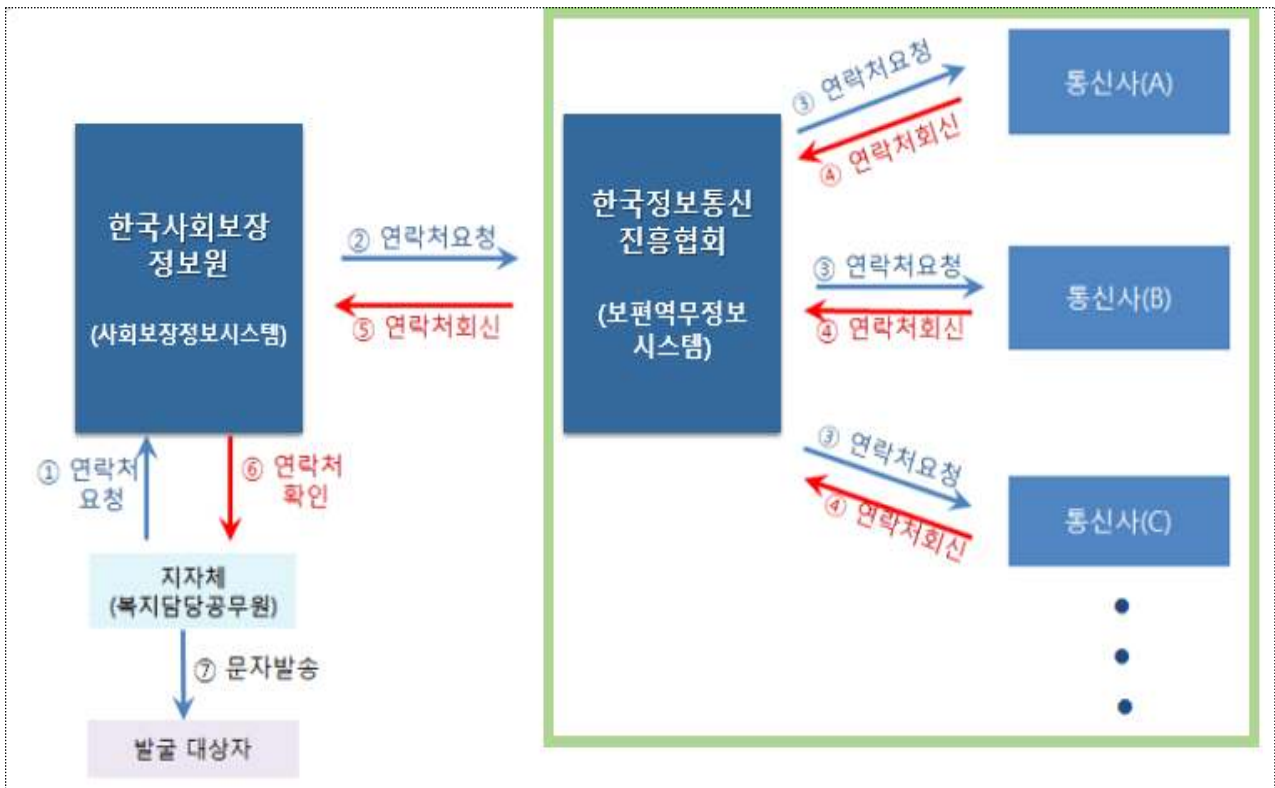 한국사회보장
정보원
(사회보장정보시스템)
① 연락처
요청
⑥ 연락처
확인
지자체
(복지담당공무원)
⑦ 문자발송
발굴 대상자
② 연락처요청
⑤ 연락처회신
한국정보통신
진흥협회
(보편역무정보
시스템)
③ 연락처요청
④ 연락처회신
통신사(A)
③ 연락처요청
④ 연락처회신
통신사(B)
③ 연락처요청
④ 연락처회신
통신사(C)